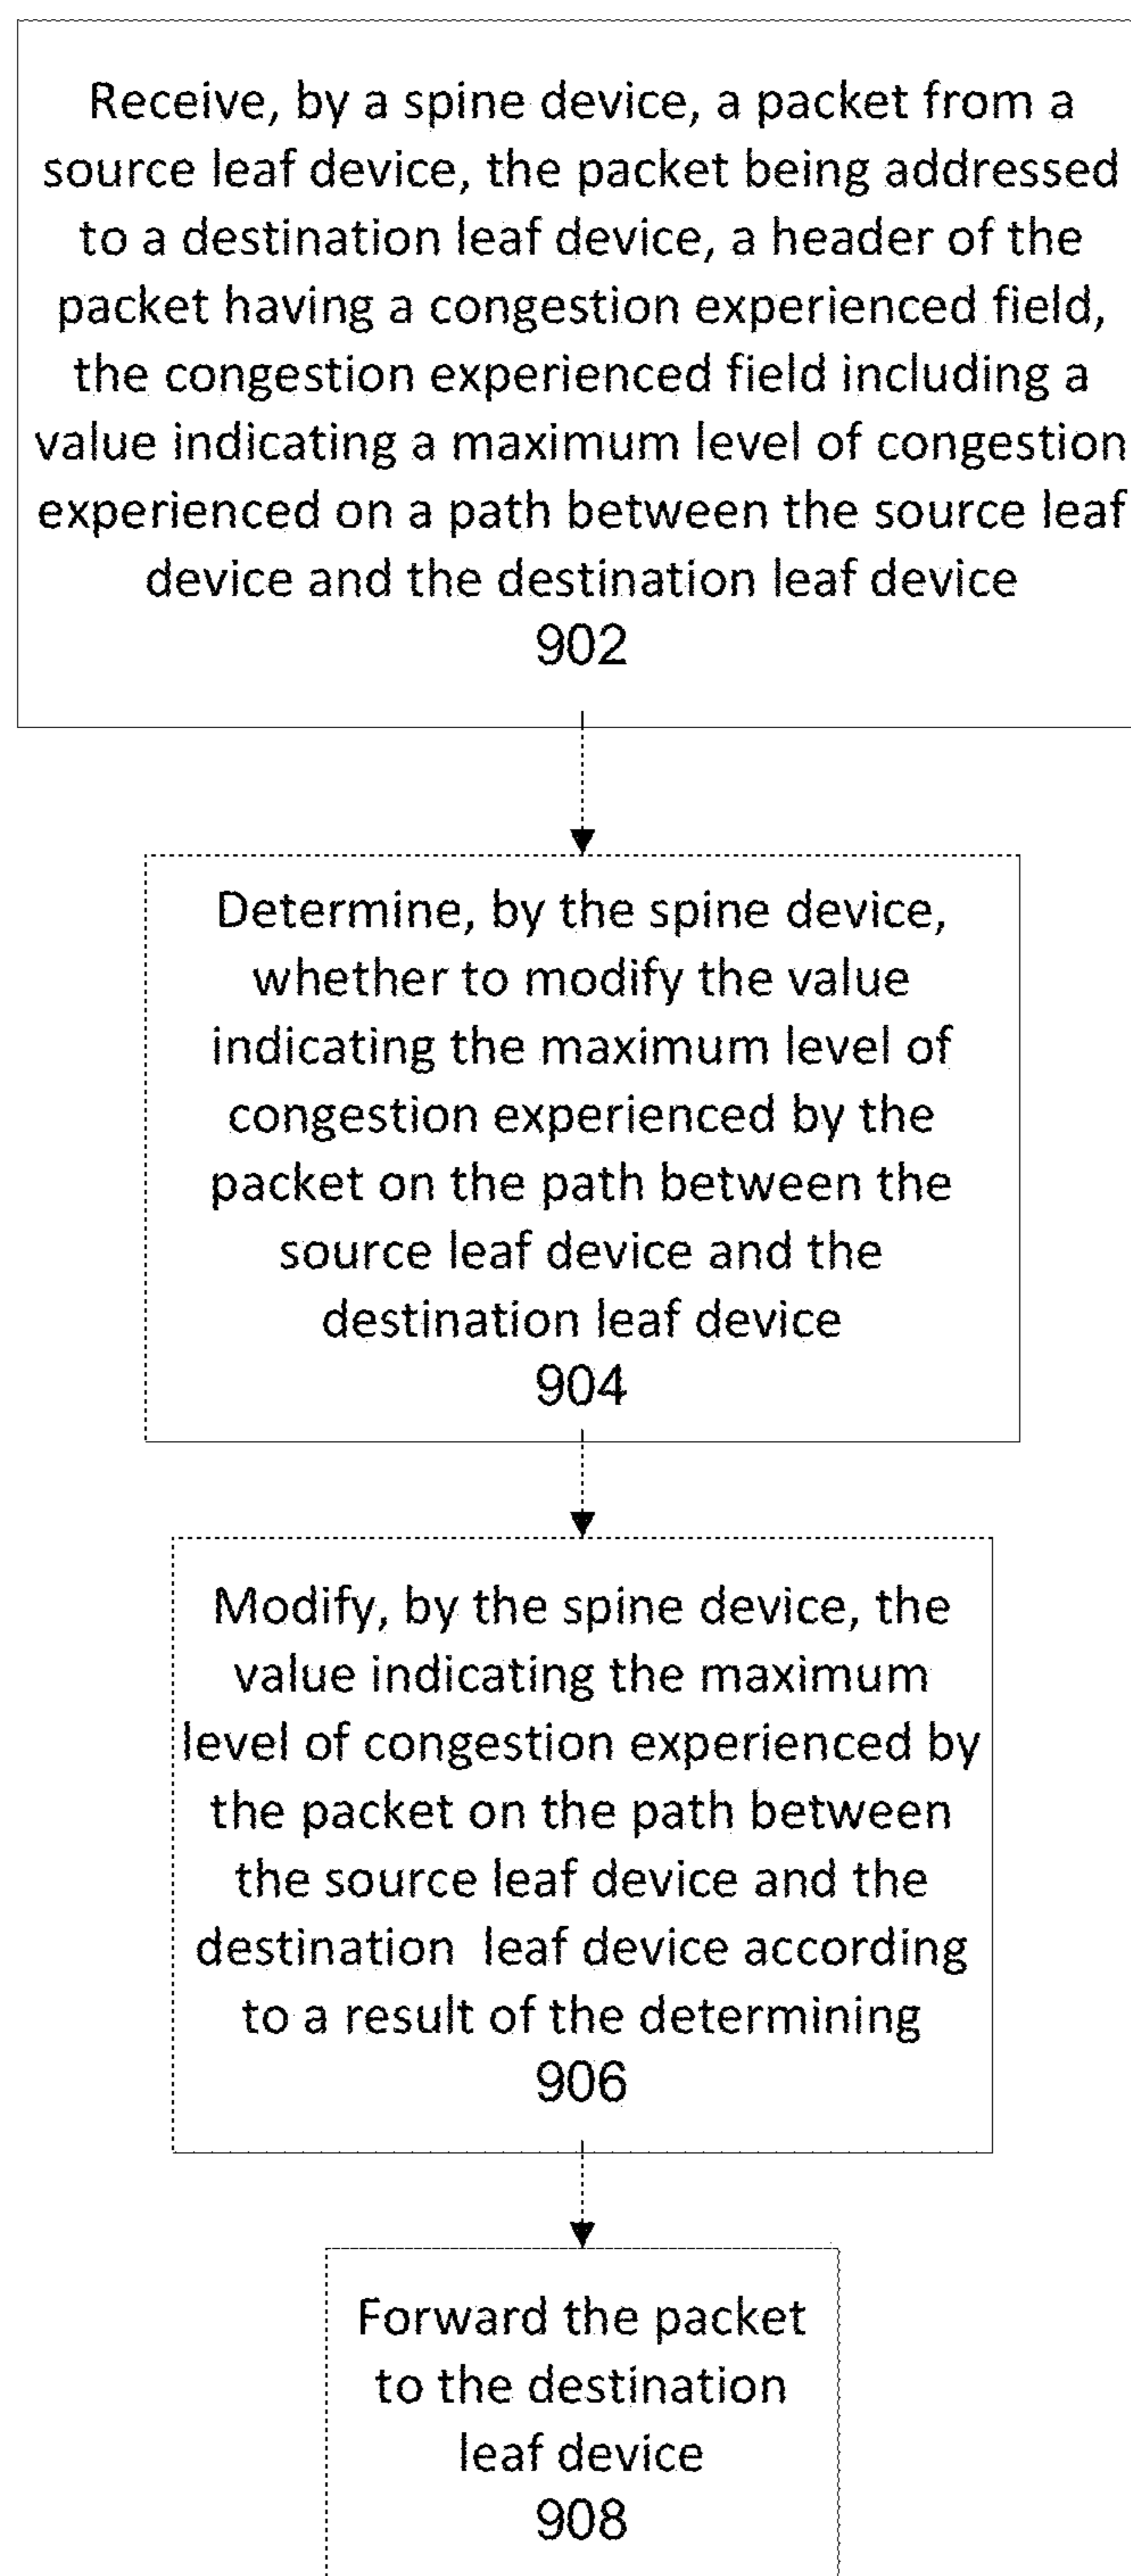 Receive, by a spine device, a packet from a
source leaf device, the packet being addressed
to a destination leaf device, a header of the
packet having a congestion experienced field,
the congestion experienced field including a
value indicating a maximum level of congestion
experienced on a path between the source leaf
device and the destination leaf device
902
Determine, by the spine device,
whether to modify the value
indicating the maximum level of
congestion experienced by the
packet on the path between the
source leaf device and the
destination leaf device
904
Modify, by the spine device, the
value indicating the maximum
level of congestion experienced by
the packet on the path between
the source leaf device and the
destination leaf device according
to a result of the determining
906
Forward the packet
to the destination
leaf device
908